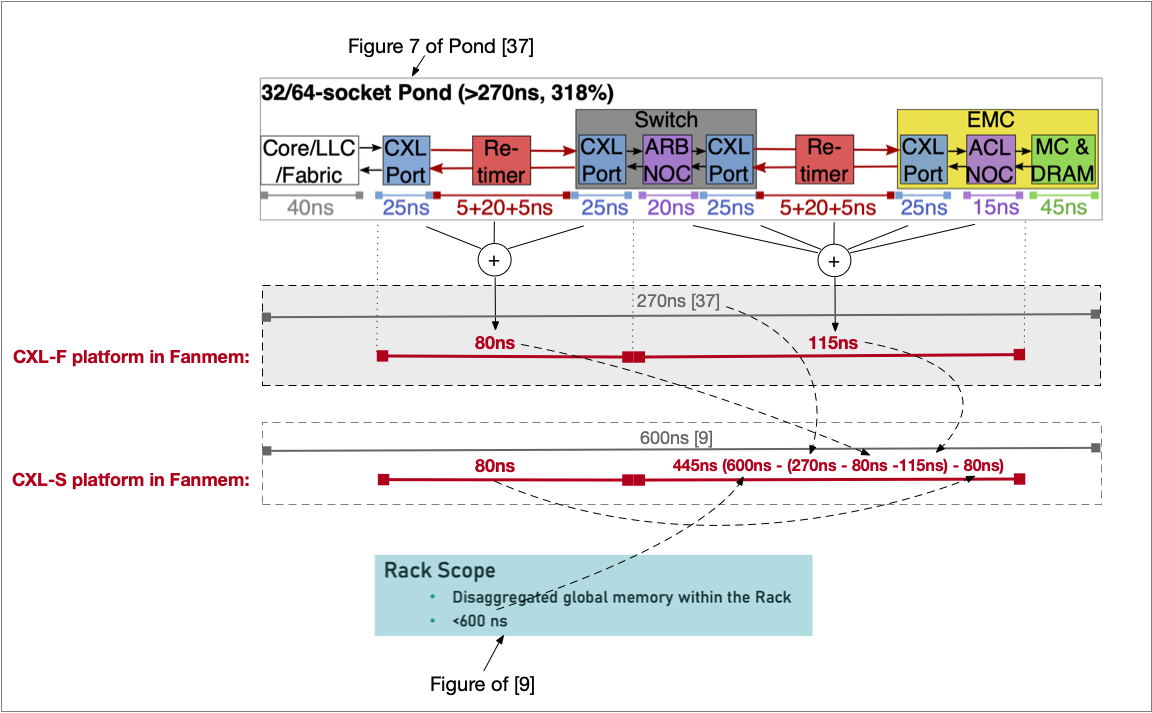 Figure 7 of Pond [37]
32/64-socket Pond (>270ns, 318%)
Switch
EMC
Core/LLC
/Fabric
CXL
Port
Re-
timer
CXL
Port
ARB
NOC
CXL
Port
Re-
timer
CXL
Port
ACL
NOC
MC &
DRAM
40ns
25ns
5+20+5ns
25ns
20ns
25ns
5+20+5ns
25ns
15ns
45ns
+
+
270ns [37]
CXL-F platform in Fanmem:
80ns
115ns
600ns [9]
CXL-S platform in Fanmem:
80ns
445ns (600ns - (270ns - 80ns -115ns) - 80ns)
Rack Scope
• Disaggregated global memory within the Rack
• <600 ns
Figure of [9]